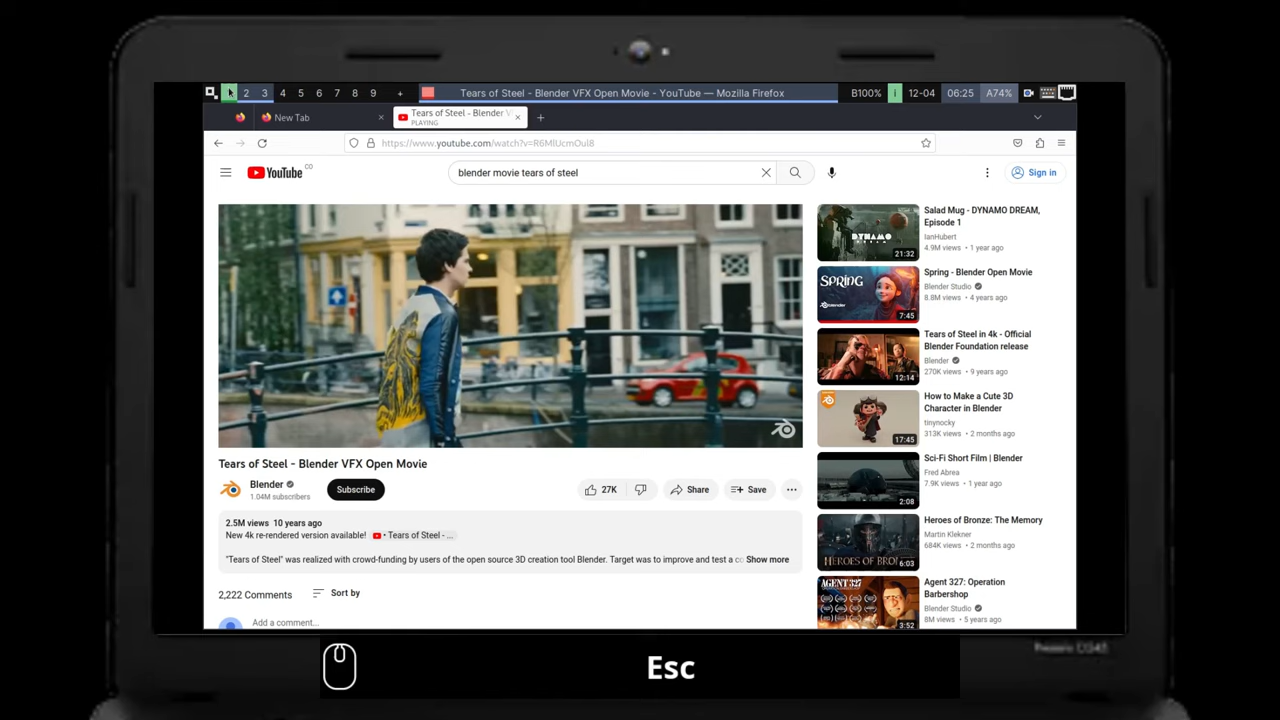 2 3 4 5 6 7 8 9 + Tears of Steel - Blender VFX Open Movie - YouTube — Mozilla Firefox B100% i 12-04 06:25 A74%
New Tab
Tears of Steel - Blender V
PLAYING
https://www.youtube.com/watch?v=R6MlUcmOul8
YouTube CO
blender movie tears of steel
Sign in
Tears of Steel - Blender VFX Open Movie
Blender
1.04M subscribers
Subscribe
27K
Share
Save
2.5M views 10 years ago
New 4k re-rendered version available! • Tears of Steel - ...
"Tears of Steel" was realized with crowd-funding by users of the open source 3D creation tool Blender. Target was to improve and test a co Show more
2,222 Comments
Sort by
Add a comment...
DYNAMO
DREAM
21:32
Salad Mug - DYNAMO DREAM,
Episode 1
IanHubert
4.9M views • 1 year ago
SPRING
blender
7:45
Spring - Blender Open Movie
Blender Studio
8.8M views • 4 years ago
12:14
Tears of Steel in 4k - Official
Blender Foundation release
Blender
270K views • 9 years ago
17:45
How to Make a Cute 3D
Character in Blender
tinynocky
313K views • 2 months ago
2:08
Sci-Fi Short Film | Blender
Fred Abrea
7.9K views • 1 year ago
HEROES OF BRO
6:03
Heroes of Bronze: The Memory
Martin Klekner
684K views • 2 months ago
AGENT 327
3:52
Agent 327: Operation
Barbershop
Blender Studio
8M views • 5 years ago
Esc